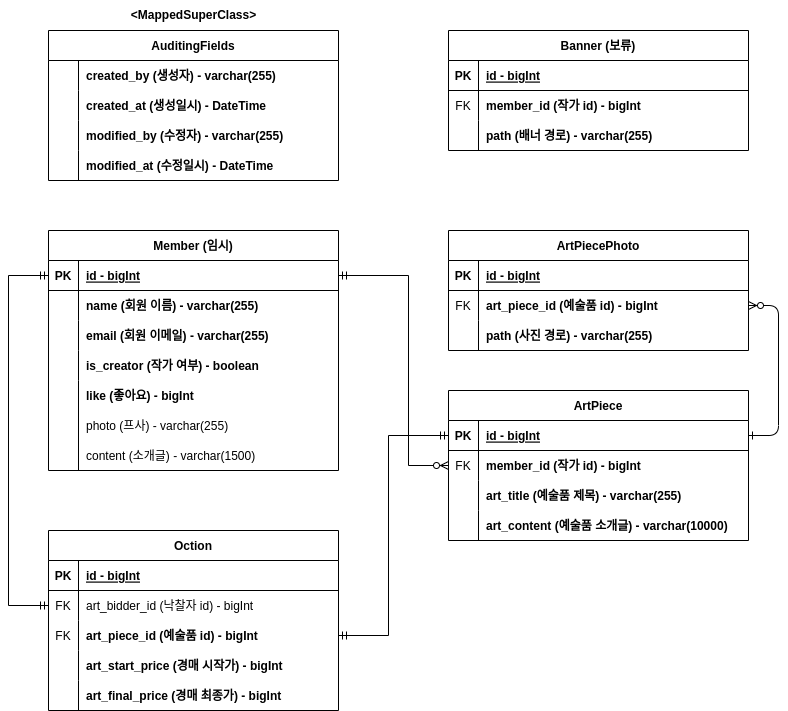 <MappedSuperClass>
AuditingFields
created_by (생성자) - varchar(255)
created_at (생성일시) - DateTime
modified_by (수정자) - varchar(255)
modified_at (수정일시) - DateTime
Banner (보류)
PK id - bigInt
FK member_id (작가 id) - bigInt
path (배너 경로) - varchar(255)
Member (임시)
PK id - bigInt
name (회원 이름) - varchar(255)
email (회원 이메일) - varchar(255)
is_creator (작가 여부) - boolean
like (좋아요) - bigInt
photo (프사) - varchar(255)
content (소개글) - varchar(1500)
ArtPiecePhoto
PK id - bigInt
FK art_piece_id (예술품 id) - bigInt
path (사진 경로) - varchar(255)
ArtPiece
PK id - bigInt
FK member_id (작가 id) - bigInt
art_title (예술품 제목) - varchar(255)
art_content (예술품 소개글) - varchar(10000)
Oction
PK id - bigInt
FK art_bidder_id (낙찰자 id) - bigInt
FK art_piece_id (예술품 id) - bigInt
art_start_price (경매 시작가) - bigInt
art_final_price (경매 최종가) - bigInt